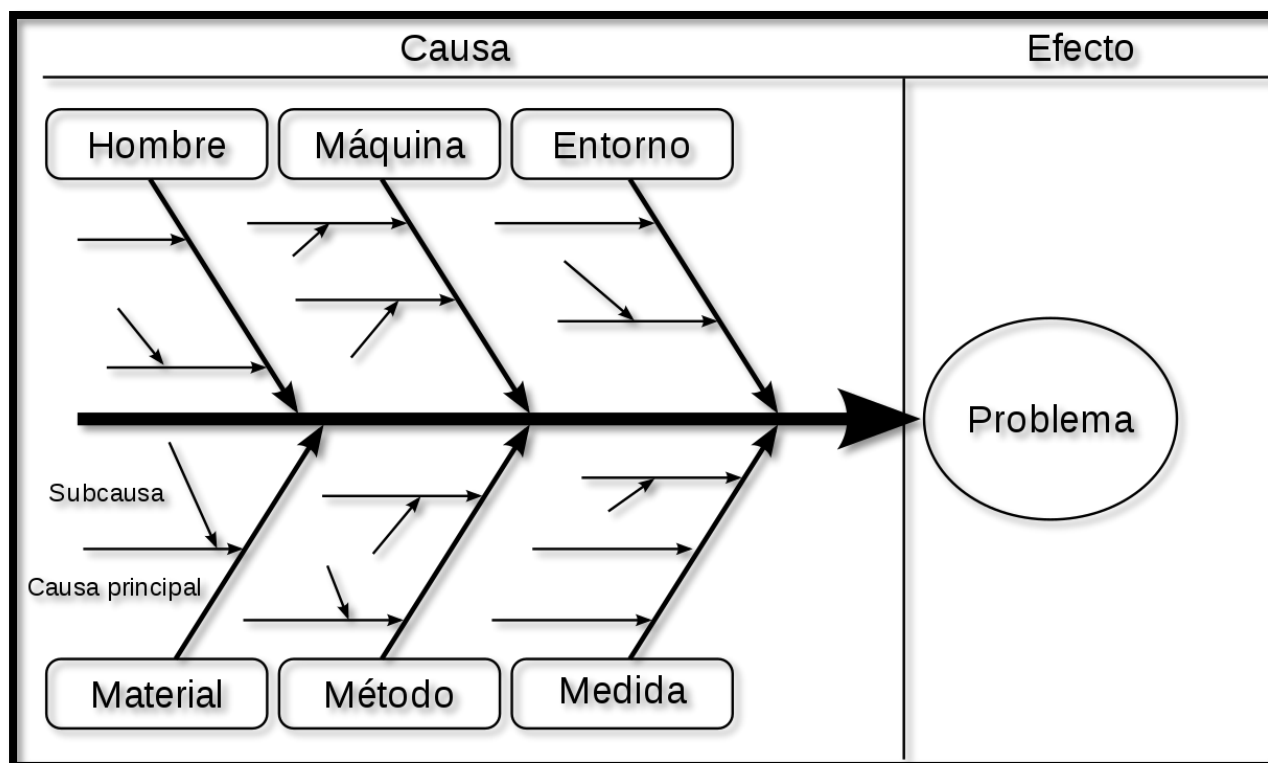 Causa
Efecto
Hombre
Máquina
Entorno
Problema
Subcausa
Causa principal
Material
Método
Medida